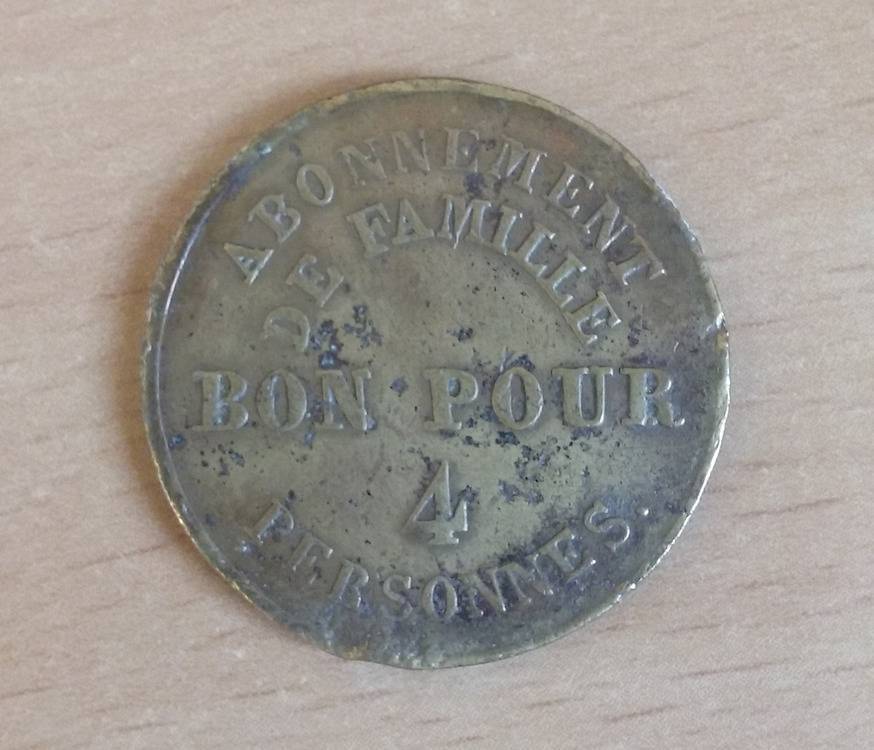 ABONNEMENT
DE FAMILLE
BON POUR
4
PERSONNES.